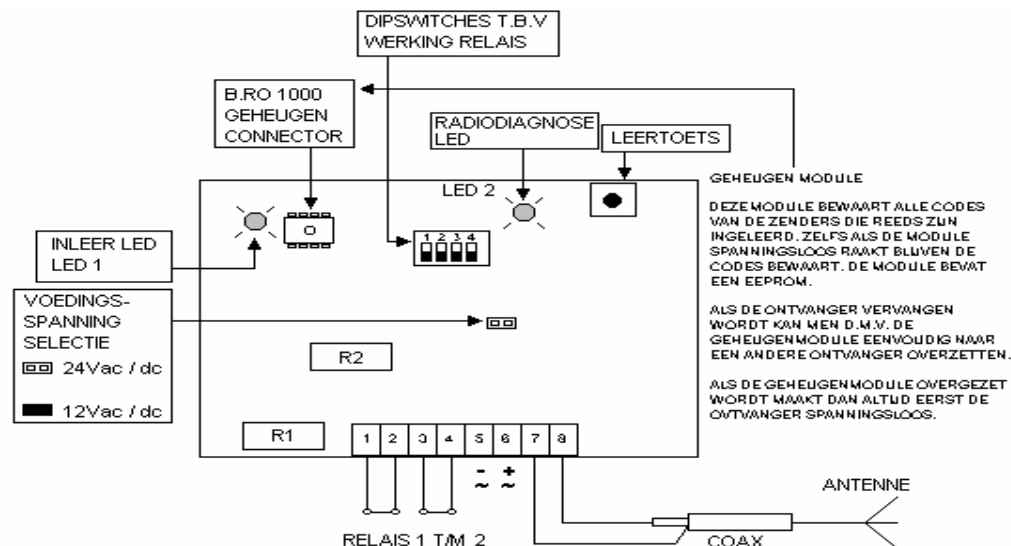 DIPSWITCHES T.B.V
WERKING RELAIS
B.RO 1000
GEHEUGEN
CONNECTOR
RADIODIAGNOSE
LED
LEERTOETS
LED 2
INLEER LED
LED 1
1 2 3 4
VOEDINGS-
SPANNING
SELECTIE
24Vac / dc
12Vac / dc
R2
R1
1 2 3 4 5 6 7 8
- +
~ ~
RELAIS 1 T/M 2
COAX
ANTENNE
GEHEUGEN MODULE
DEZE MODULE BEWAART ALLE CODES
VAN DE ZENDERS DIE REEDS ZIJN
INGELEERD. ZELFS ALS DE MODULE
SPANNINGSLOOS RAAKT BLIJVEN DE
CODES BEWAART. DE MODULE BEVAT
EEN EEPROM.
ALS DE ONTVANGER VERVANGEN
WORDT KAN MEN D.M.V. DE
GEHEUGENMODULE EENVOUDIG NAAR
EEN ANDERE ONTVANGER OVERZETTEN.
ALS DE GEHEUGENMODULE OVERGEZET
WORDT MAAKT DAN ALTIJD EERST DE
OVTVANGER SPANNINGSLOOS.